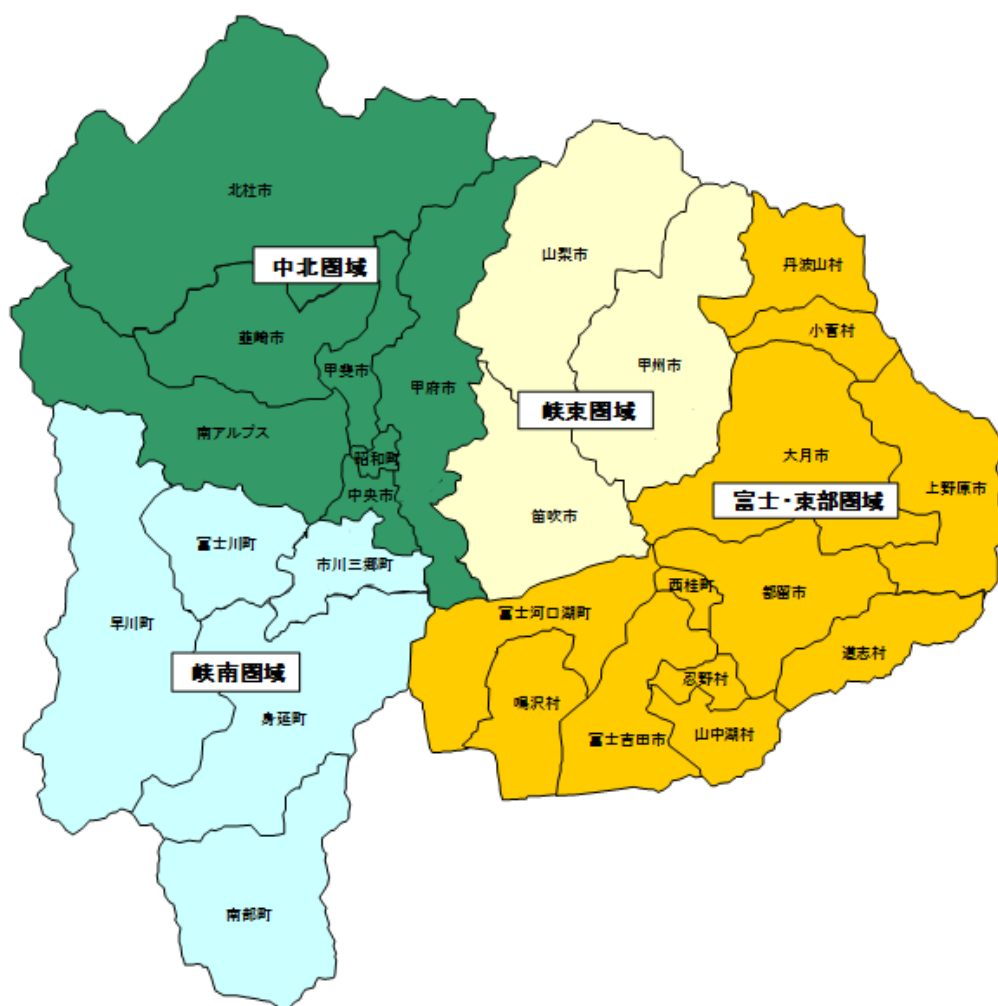 北杜市
山梨市
丹波山村
中北圏域
小菅村
韮崎市
甲斐市
甲府市
甲州市
峡東圏域
南アルプス
昭和町
大月市
中央市
上野原市
富士・東部圏域
笛吹市
富士川町
市川三郷町
西桂町
都留市
富士河口湖町
早川町
道志村
峡南圏域
忍野村
鳴沢村
身延町
富士吉田市
山中湖村
南部町